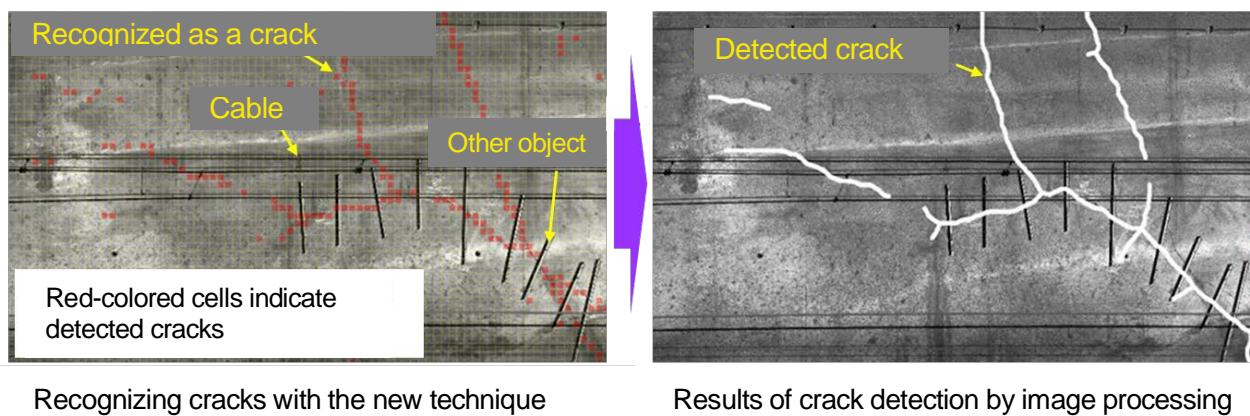 Recognized as a crack
Cable
Other object
Red-colored cells indicate
detected cracks
Detected crack
Recognizing cracks with the new technique
Results of crack detection by image processing